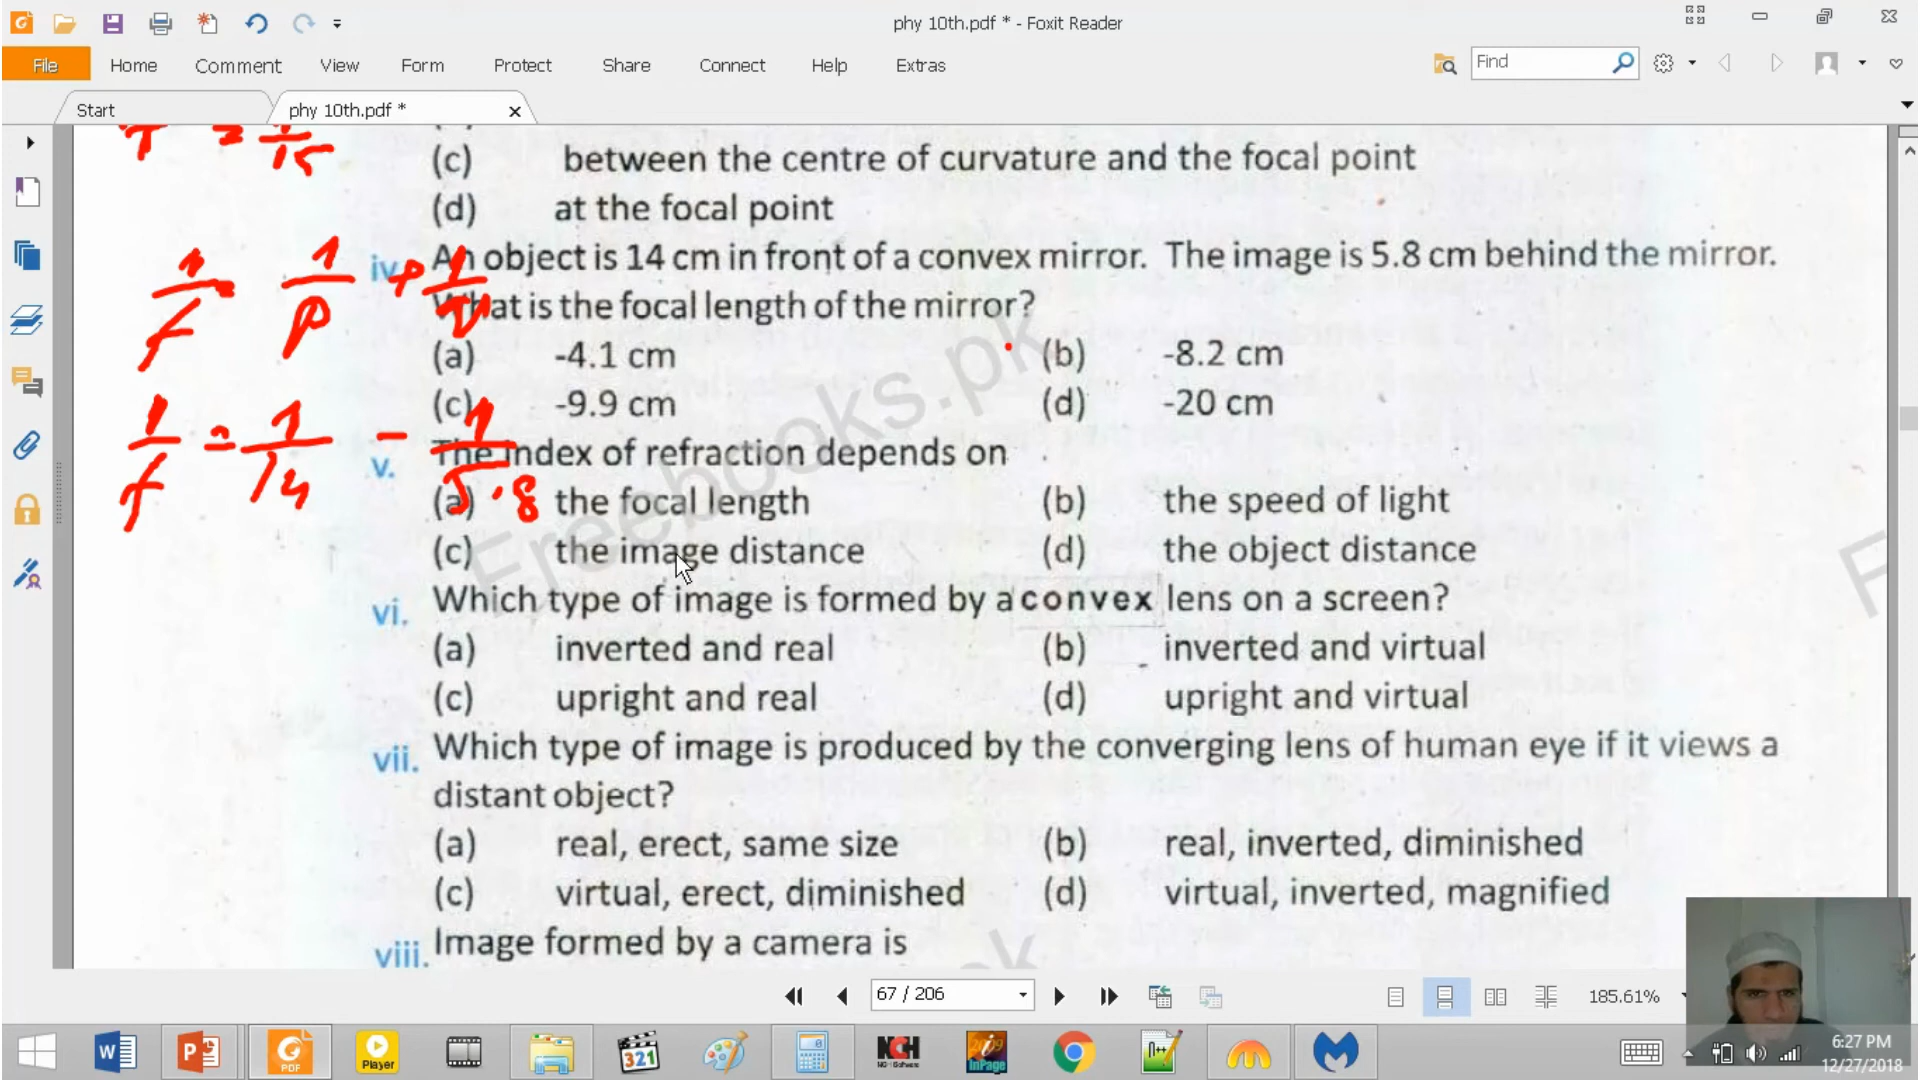 phy 10th.pdf * - Foxit Reader
File Home Comment View Form Protect Share Connect Help Extras
Find
Start phy 10th.pdf *
1/15
(c) between the centre of curvature and the focal point
(d) at the focal point
iv. An object is 14 cm in front of a convex mirror. The image is 5.8 cm behind the mirror.
What is the focal length of the mirror?
1/f = 1/p + 1/q
(a) -4.1 cm (b) -8.2 cm
(c) -9.9 cm (d) -20 cm
1/f = 1/14 - 1/5.8
v. The index of refraction depends on
(a) the focal length (b) the speed of light
(c) the image distance (d) the object distance
vi. Which type of image is formed by a convex lens on a screen?
(a) inverted and real (b) inverted and virtual
(c) upright and real (d) upright and virtual
vii. Which type of image is produced by the converging lens of human eye if it views a
distant object?
(a) real, erect, same size (b) real, inverted, diminished
(c) virtual, erect, diminished (d) virtual, inverted, magnified
viii. Image formed by a camera is
Freebooks.pk
67 / 206
185.61%
PDF
Player
321
NCH
InPage
6:27 PM
12/27/2018